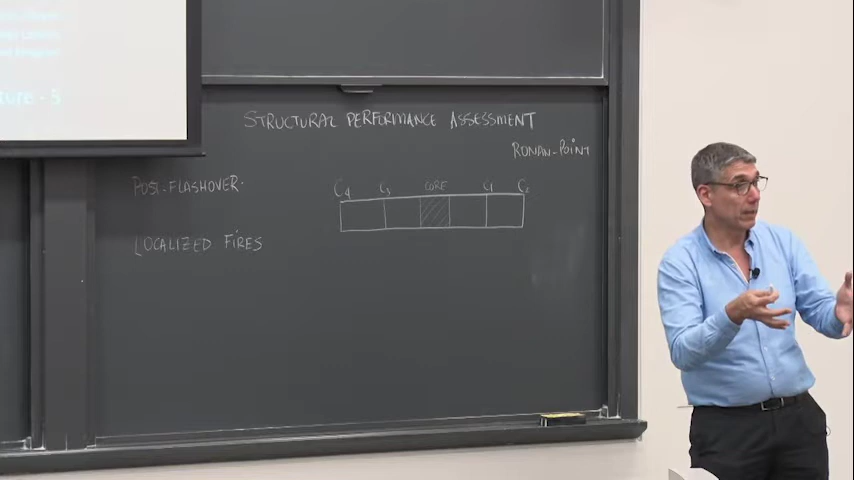 ture - 5
STRUCTURAL PERFORMANCE ASSESSMENT
RONAN-POINT
POST-FLASHOVER.
C4 C3 CORE C1 C2
LOCALIZED FIRES